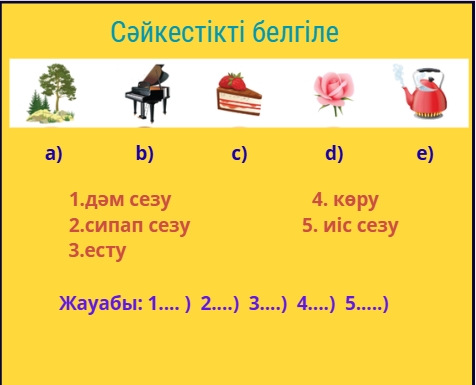 Сәйкестікті белгіле
a) b) c) d) e)
1.дәм сезу 4. көру
2.сипап сезу 5. иіс сезу
3.есту
Жауабы: 1.... ) 2....) 3....) 4....) 5.....)